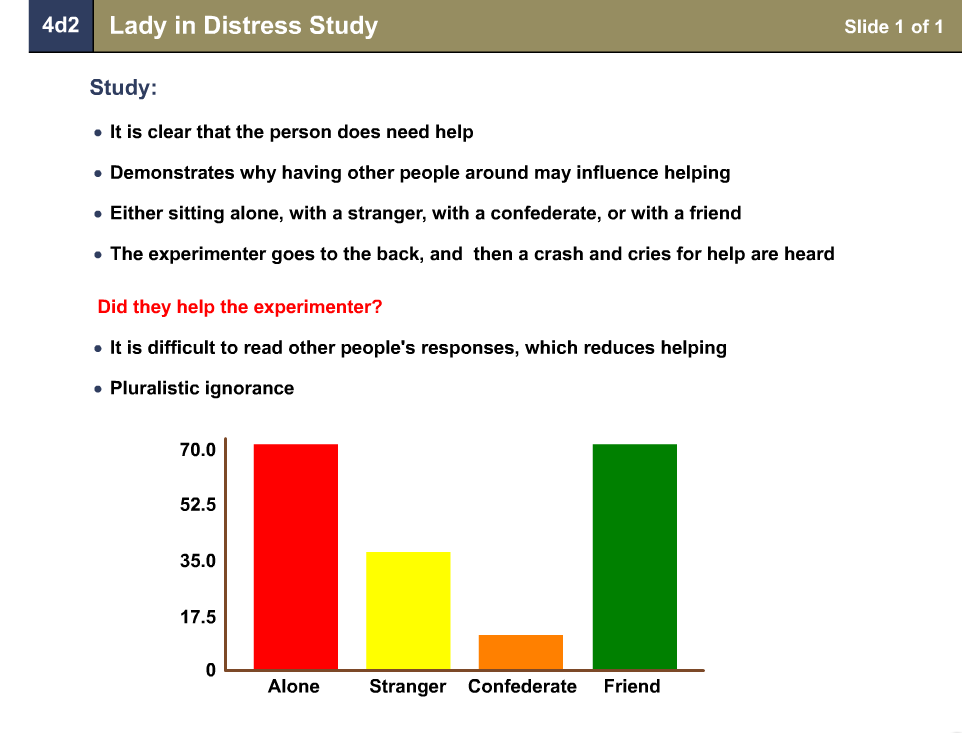 4d2 Lady in Distress Study Slide 1 of 1
Study:
• It is clear that the person does need help
• Demonstrates why having other people around may influence helping
• Either sitting alone, with a stranger, with a confederate, or with a friend
• The experimenter goes to the back, and  then a crash and cries for help are heard
Did they help the experimenter?
• It is difficult to read other people's responses, which reduces helping
• Pluralistic ignorance
70.0
52.5
35.0
17.5
0
Alone Stranger Confederate Friend